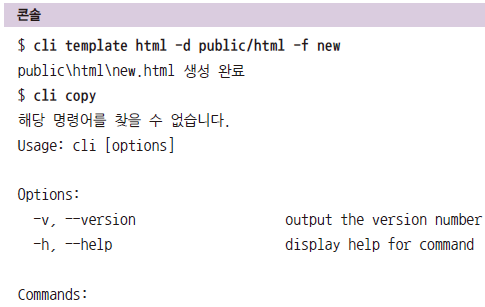 콘솔
$ cli template html -d public/html -f new
public\html\new.html 생성 완료
$ cli copy
해당 명령어를 찾을 수 없습니다.
Usage: cli [options]
Options:
-v, --version output the version number
-h, --help display help for command
Commands: